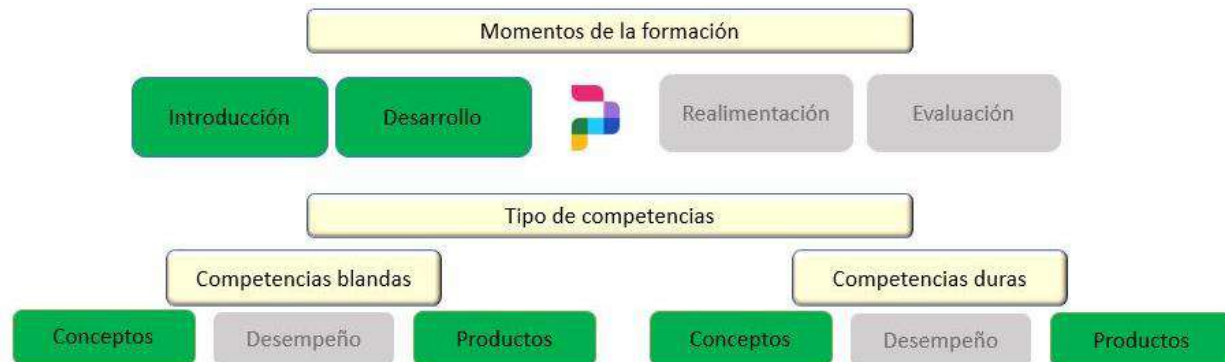 Momentos de la formación
Introducción Desarrollo Realimentación Evaluación
Tipo de competencias
Competencias blandas Competencias duras
Conceptos Desempeño Productos Conceptos Desempeño Productos